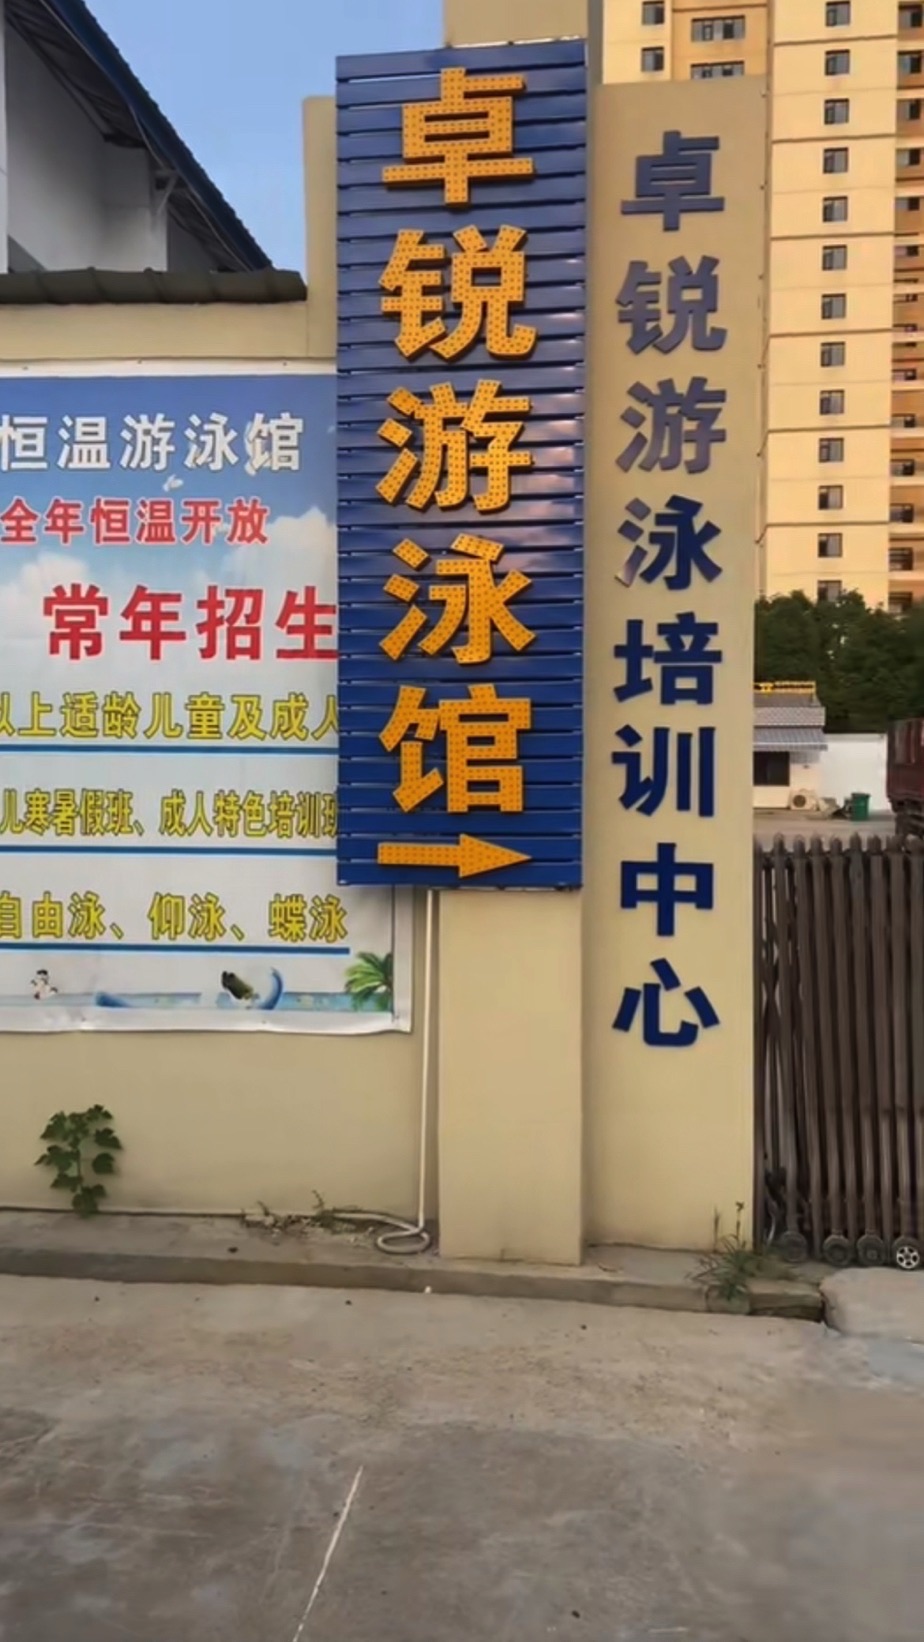 恒温游泳馆
全年恒温开放
常年招生
以上适龄儿童及成人
儿寒暑假班、成人特色培训班
自由泳、仰泳、蝶泳
卓锐游泳馆
卓锐游泳培训中心